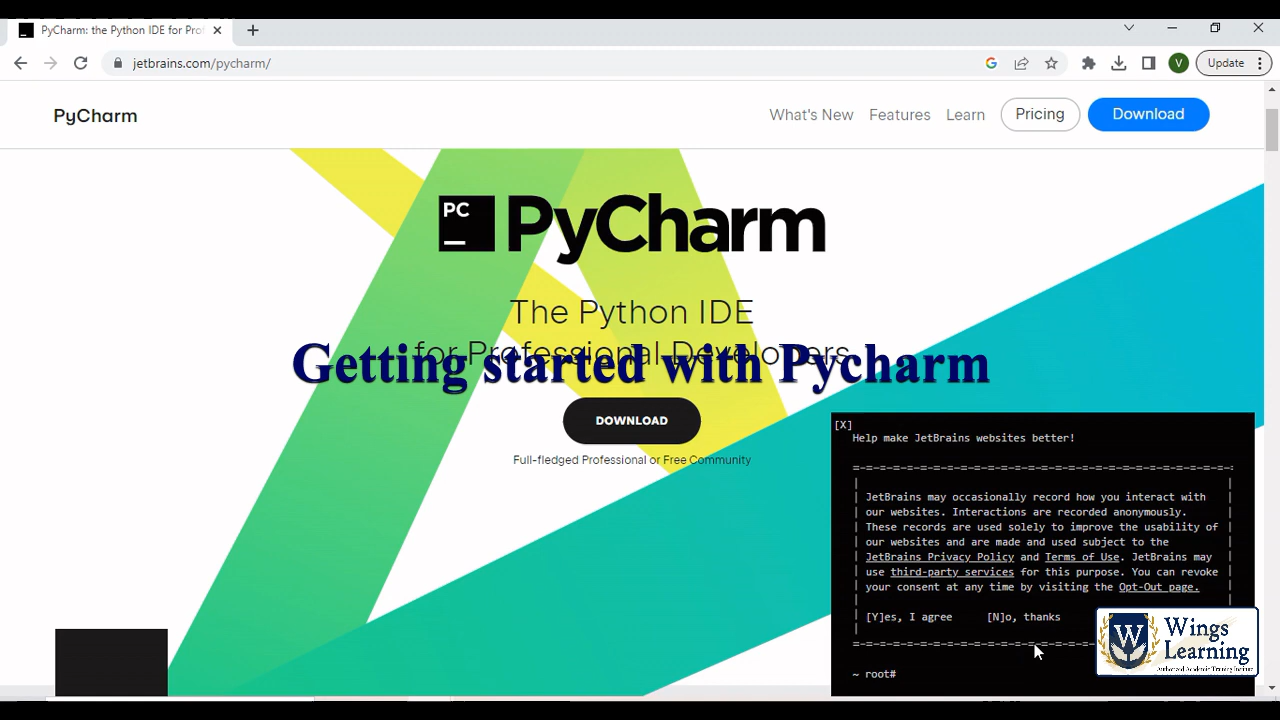 PyCharm: the Python IDE for Prof
jetbrains.com/pycharm/
V
Update
PyCharm
What's New
Features
Learn
Pricing
Download
PC
PyCharm
The Python IDE
for Professional Developers
Getting started with Pycharm
DOWNLOAD
Full-fledged Professional or Free Community
[X]
Help make JetBrains websites better!
JetBrains may occasionally record how you interact with
our websites. Interactions are recorded anonymously.
These records are used solely to improve the usability of
our websites and are made and used subject to the
JetBrains Privacy Policy and Terms of Use. JetBrains may
use third-party services for this purpose. You can revoke
your consent at any time by visiting the Opt-Out page.
[Y]es, I agree [N]o, thanks
~ root#
W
Wings
Learning